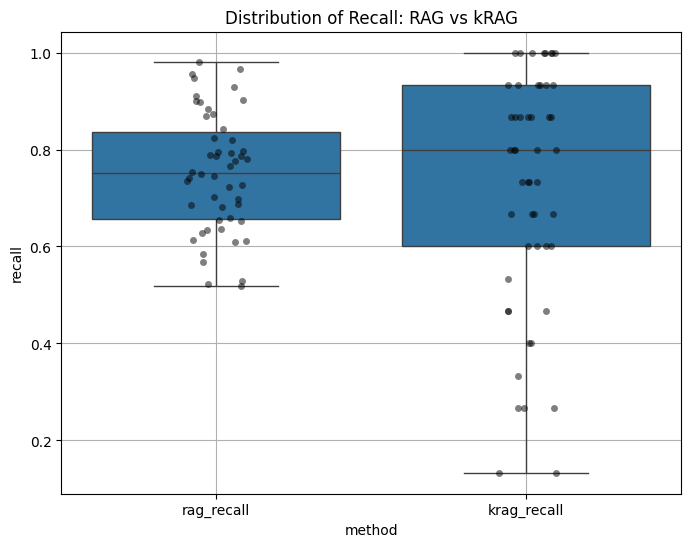 Distribution of Recall: RAG vs kRAG
1.0
0.8
0.6
0.4
0.2
recall
rag_recall
krag_recall
method